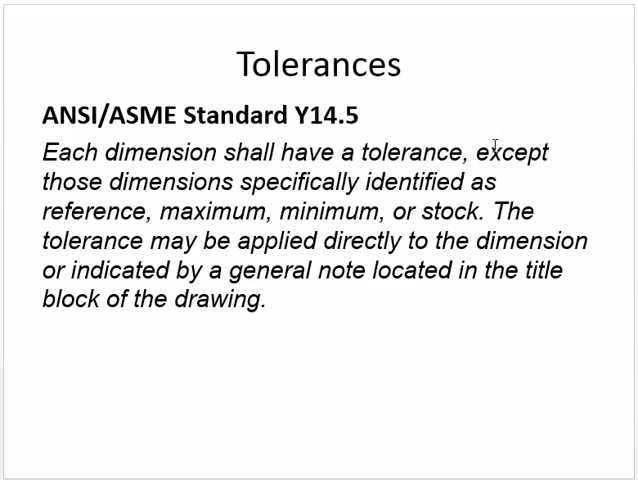 Tolerances
ANSI/ASME Standard Y14.5
Each dimension shall have a tolerance, except
those dimensions specifically identified as
reference, maximum, minimum, or stock. The
tolerance may be applied directly to the dimension
or indicated by a general note located in the title
block of the drawing.